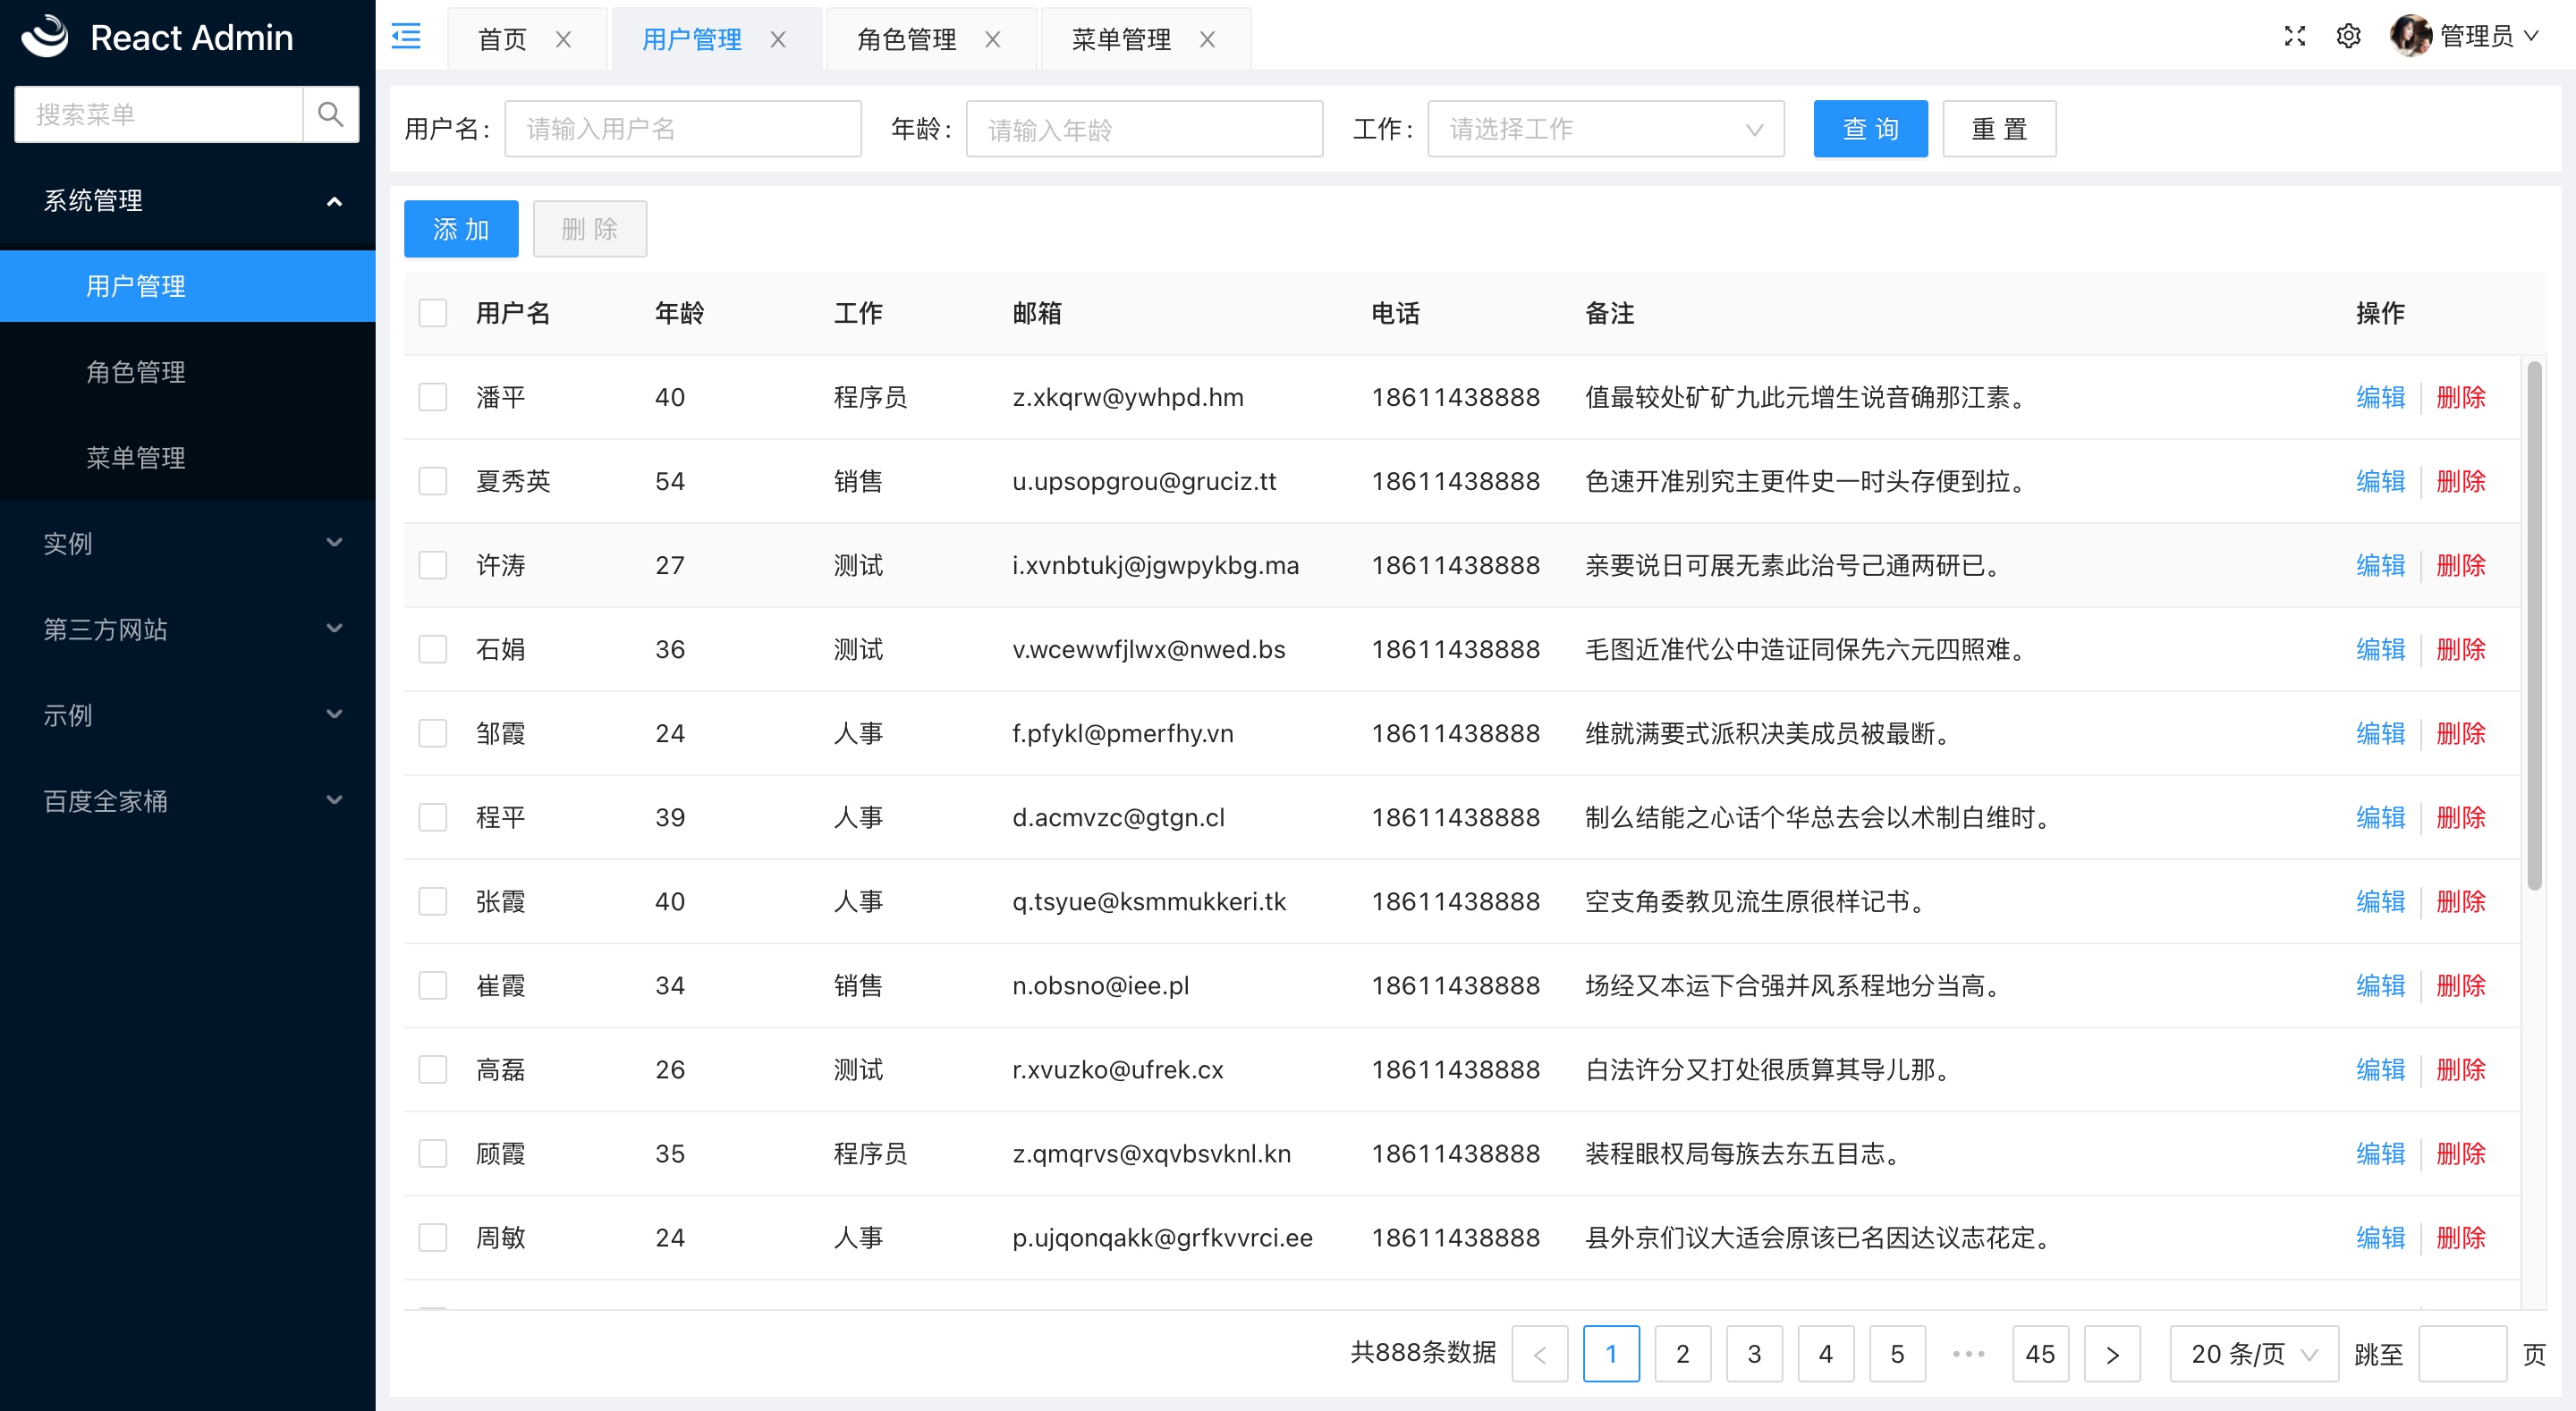 React Admin
搜索菜单
系统管理
用户管理
角色管理
菜单管理
实例
第三方网站
示例
百度全家桶
首页 用户管理 角色管理 菜单管理 管理员
用户名: 请输入用户名 年龄: 请输入年龄 工作: 请选择工作 查 询 重 置
添 加 删 除
用户名 年龄 工作 邮箱 电话 备注 操作
潘平 40 程序员 z.xkqrw@ywhpd.hm 18611438888 值最较处矿矿九此元增生说音确那江素。 编辑 删除
夏秀英 54 销售 u.upsopgrou@gruciz.tt 18611438888 色速开准别究主更件史一时头存便到拉。 编辑 删除
许涛 27 测试 i.xvnbtukj@jgwpykbg.ma 18611438888 亲要说日可展无素此治号己通两研已。 编辑 删除
石娟 36 测试 v.wcewwfjlwx@nwed.bs 18611438888 毛图近准代公中造证同保先六元四照难。 编辑 删除
邹霞 24 人事 f.pfykl@pmerfhy.vn 18611438888 维就满要式派积决美成员被最断。 编辑 删除
程平 39 人事 d.acmvzc@gtgn.cl 18611438888 制么结能之心话个华总去会以术制白维时。 编辑 删除
张霞 40 人事 q.tsyue@ksmmukkeri.tk 18611438888 空支角委教见流生原很样记书。 编辑 删除
崔霞 34 销售 n.obsno@iee.pl 18611438888 场经又本运下合强并风系程地分当高。 编辑 删除
高磊 26 测试 r.xvuzko@ufrek.cx 18611438888 白法许分又打处很质算其导儿那。 编辑 删除
顾霞 35 程序员 z.qmqrvs@xqvbsvknl.kn 18611438888 装程眼权局每族去东五目志。 编辑 删除
周敏 24 人事 p.ujqonqakk@grfkvvrci.ee 18611438888 县外京们议大适会原该已名因达议志花定。 编辑 删除
共888条数据 < 1 2 3 4 5 ••• 45 > 20 条/页 跳至 页